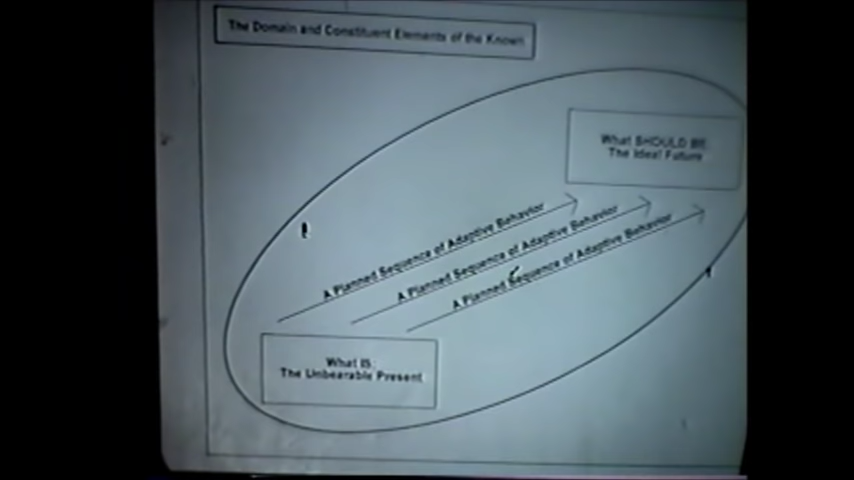 The Domain and Constituent Elements of the Known
What SHOULD BE:
The Ideal Future
A Planned Sequence of Adaptive Behavior
A Planned Sequence of Adaptive Behavior
A Planned Sequence of Adaptive Behavior
What IS:
The Unbearable Present